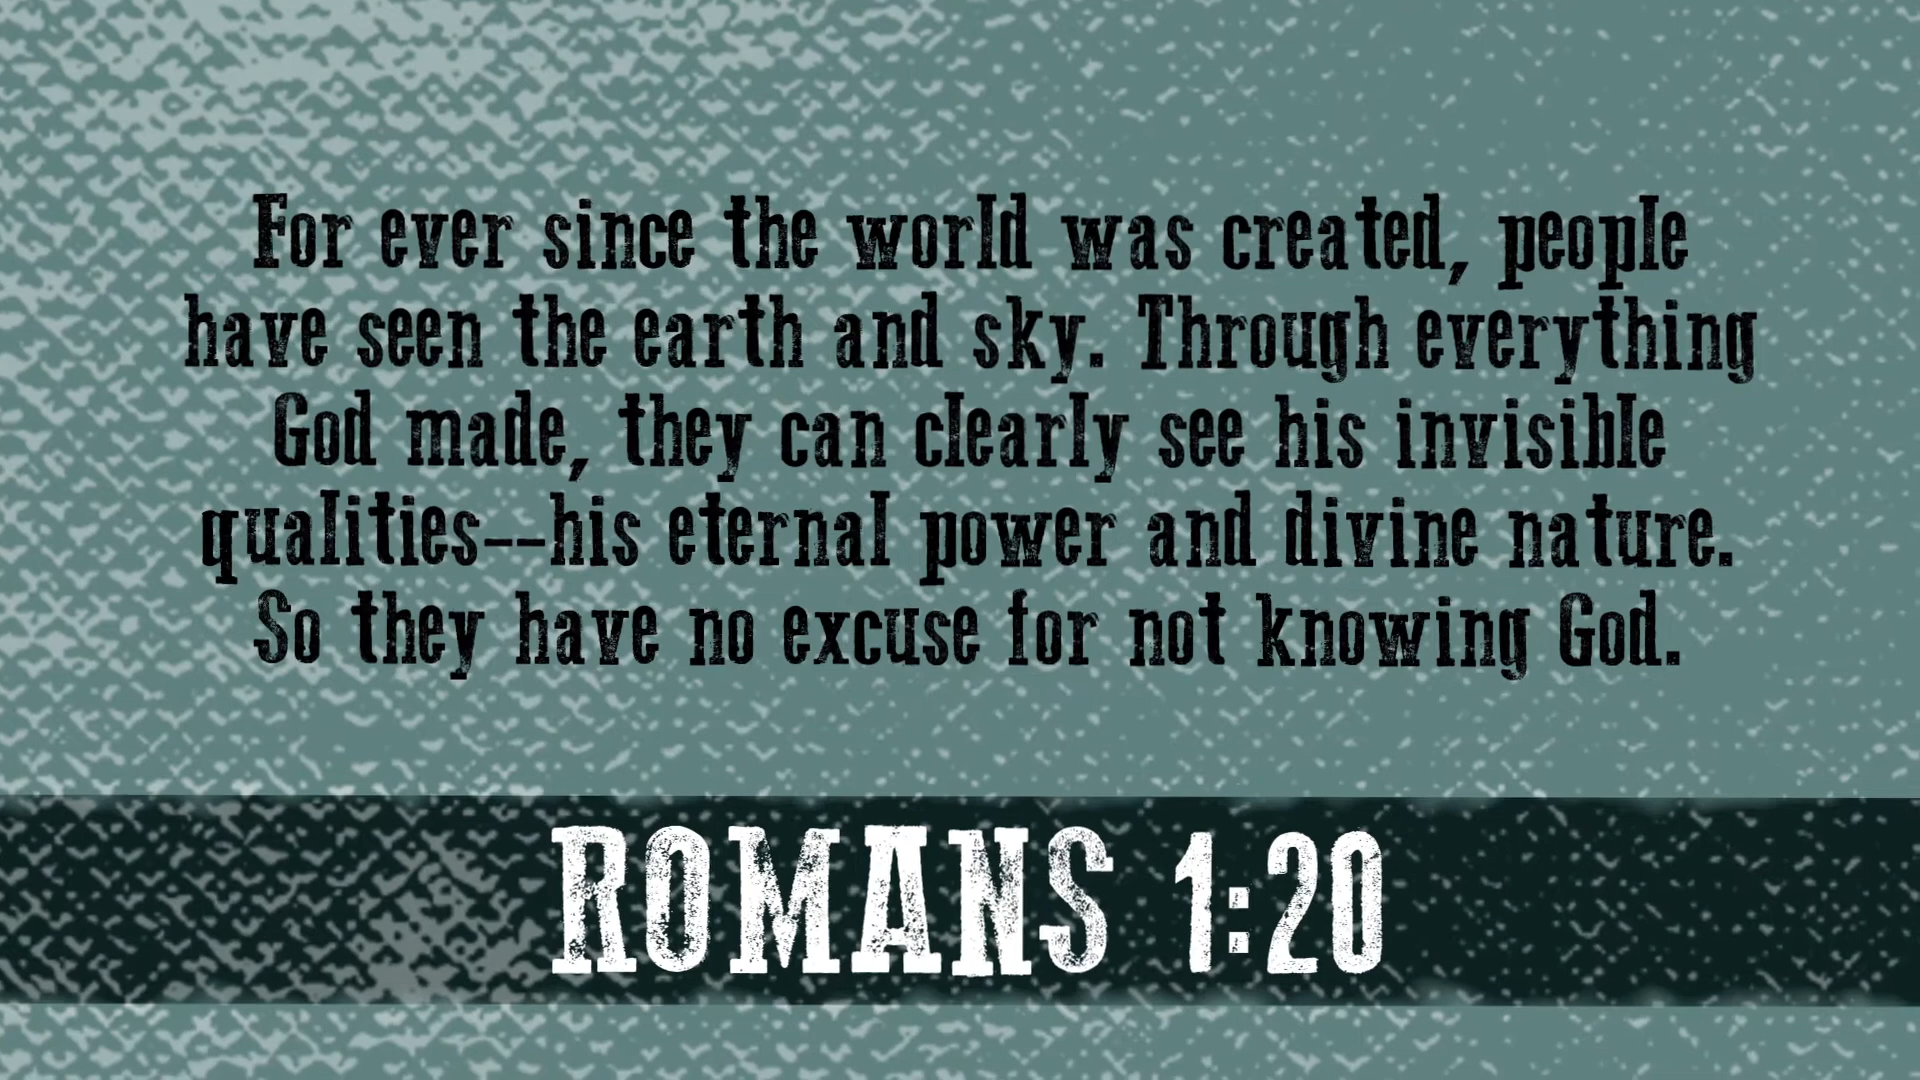 For ever since the world was created, people
have seen the earth and sky. Through everything
God made, they can clearly see his invisible
qualities--his eternal power and divine nature.
So they have no excuse for not knowing God.
ROMANS 1:20